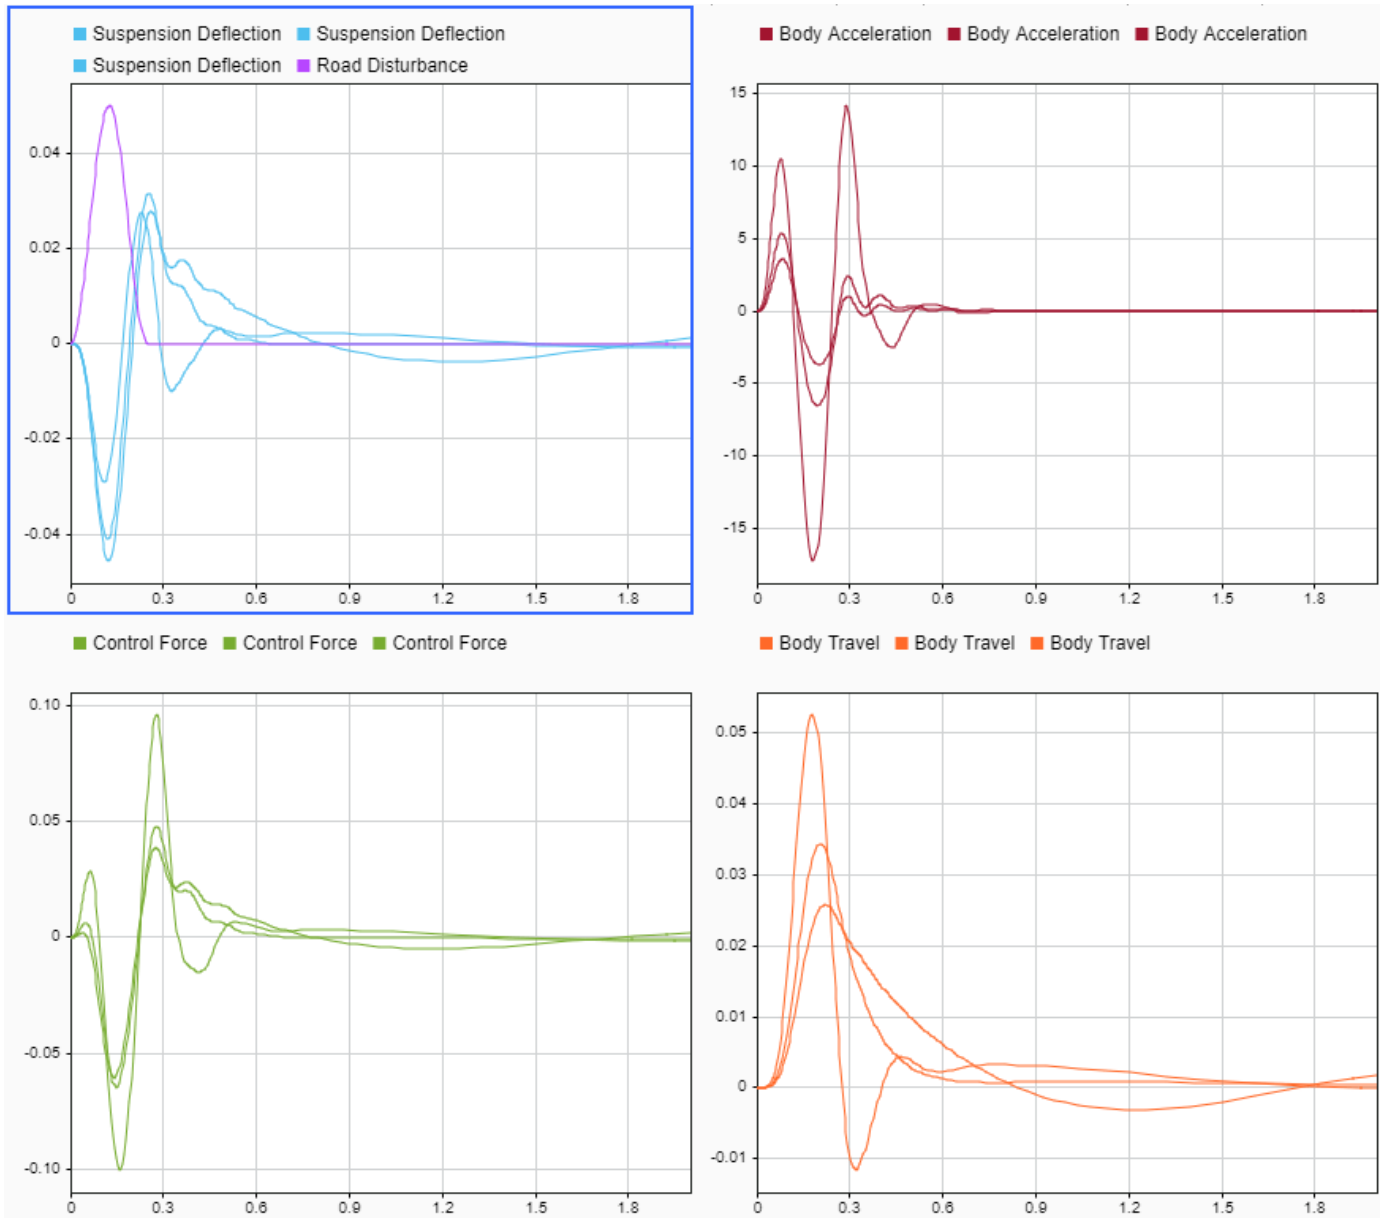 Suspension Deflection Suspension Deflection
Suspension Deflection Road Disturbance
0.04
0.02
0
-0.02
-0.04
0 0.3 0.6 0.9 1.2 1.5 1.8
Body Acceleration Body Acceleration Body Acceleration
15
10
5
0
-5
-10
-15
0 0.3 0.6 0.9 1.2 1.5 1.8
Control Force Control Force Control Force
0.10
0.05
0
-0.05
-0.10
0 0.3 0.6 0.9 1.2 1.5 1.8
Body Travel Body Travel Body Travel
0.05
0.04
0.03
0.02
0.01
0
-0.01
0 0.3 0.6 0.9 1.2 1.5 1.8